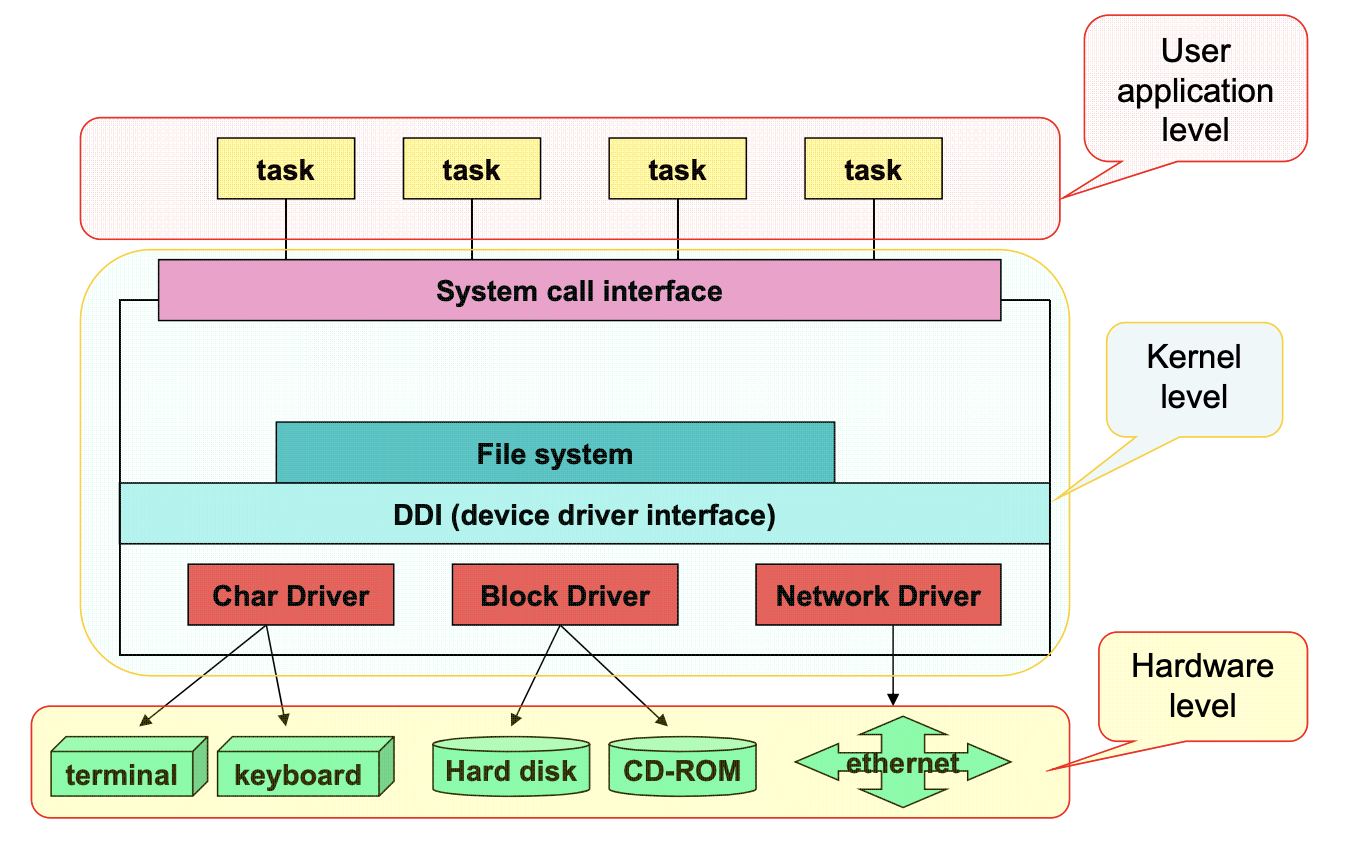 User
application
level
task
task
task
task
System call interface
Kernel
level
File system
DDI (device driver interface)
Char Driver
Block Driver
Network Driver
Hardware
level
terminal
keyboard
Hard disk
CD-ROM
ethernet